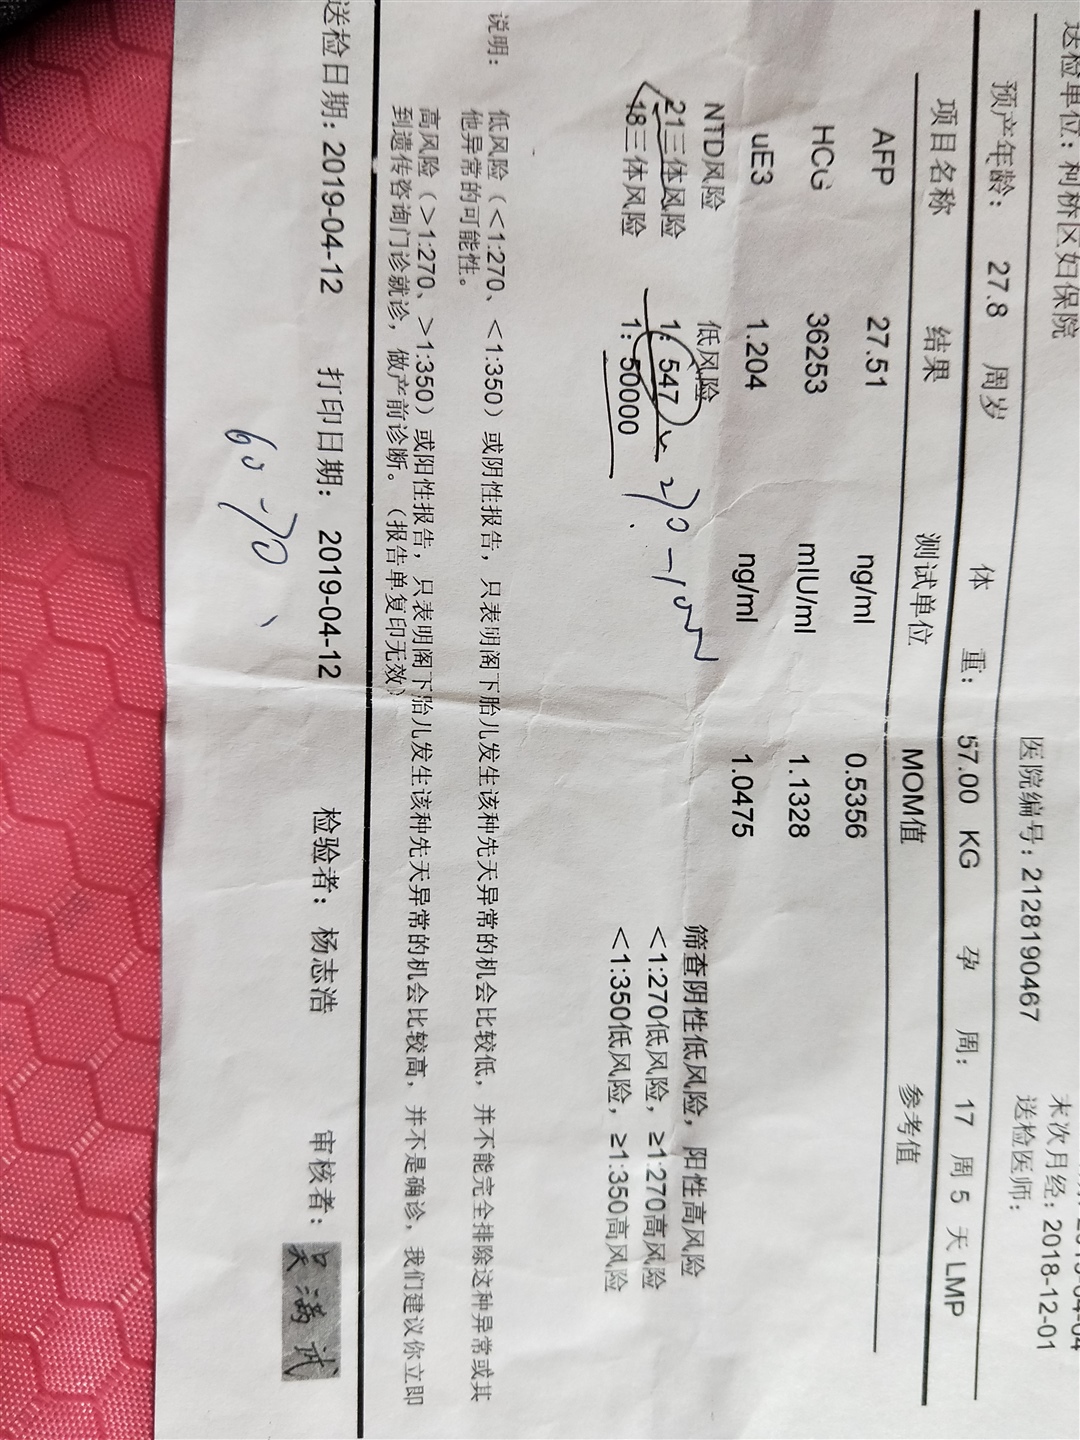 送检单位：柯桥区妇保院
医院编号：2128190467
末次月经：2018-12-01
送检医师：
预产年龄： 27.8 周岁 体 重： 57.00 KG 孕 周： 17 周 5 天 LMP
项目名称 结果 测试单位 MOM值 参考值
AFP 27.51 ng/ml 0.5356
HCG 36253 mIU/ml 1.1328
uE3 1.204 ng/ml 1.0475
NTD风险 低风险 筛查阴性低风险，阳性高风险
21三体风险 1：547 <1:270低风险，≥1:270高风险
18三体风险 1：50000 <1:350低风险，≥1:350高风险
270-1000
说明：
低风险（<1:270、<1:350）或阴性报告，只表明阁下胎儿发生该种先天异常的机会比较低，并不能完全排除这种异常或其
他异常的可能性。
高风险（>1:270、>1:350）或阳性报告，只表明阁下胎儿发生该种先天异常的机会比较高，并不是确诊，我们建议你立即
到遗传咨询门诊就诊，做产前诊断。（报告单复印无效）
送检日期：2019-04-12 打印日期： 2019-04-12 检验者：杨志浩 审核者：
60-70